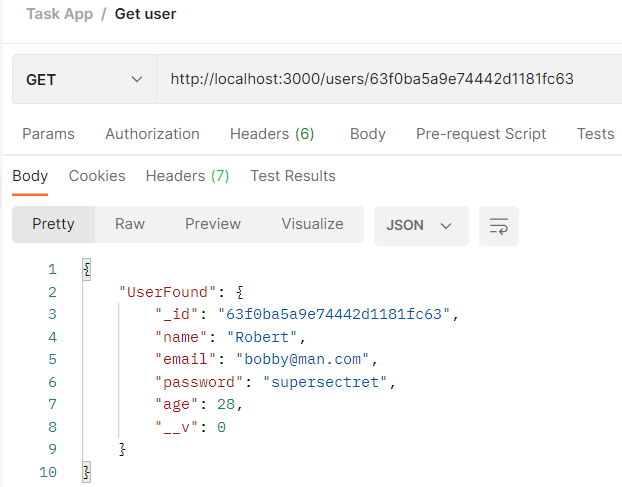 Task App / Get user
GET http://localhost:3000/users/63f0ba5a9e74442d1181fc63
Params Authorization Headers (6) Body Pre-request Script Tests
Body Cookies Headers (7) Test Results
Pretty Raw Preview Visualize JSON
1 {
2 "UserFound": {
3 "_id": "63f0ba5a9e74442d1181fc63",
4 "name": "Robert",
5 "email": "bobby@man.com",
6 "password": "supersectret",
7 "age": 28,
8 "__v": 0
9 }
10 }